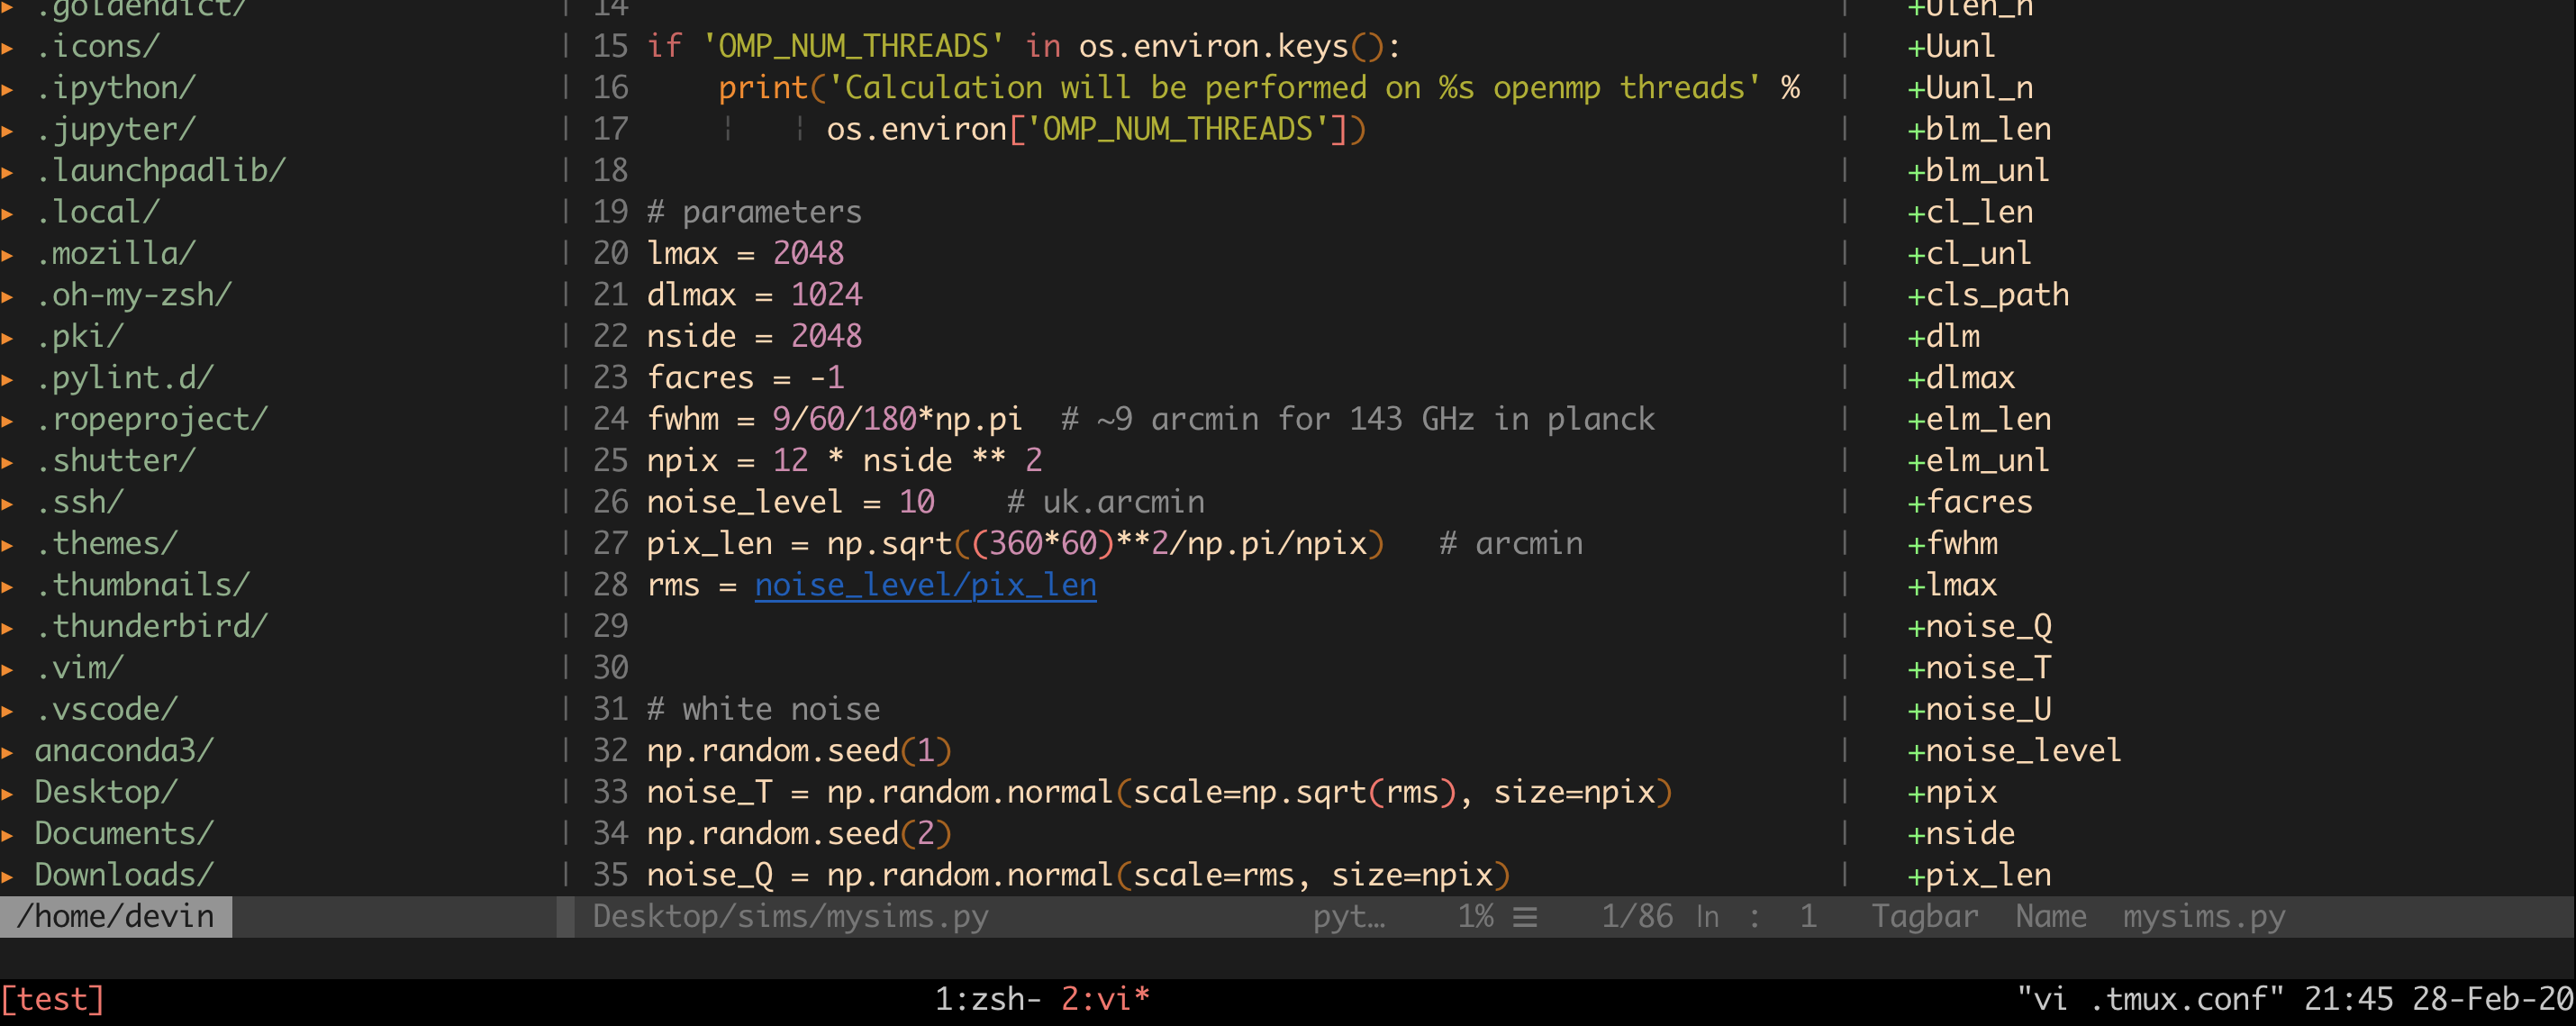 .goldendict/
.icons/
.ipython/
.jupyter/
.launchpadlib/
.local/
.mozilla/
.oh-my-zsh/
.pki/
.pylint.d/
.ropeproject/
.shutter/
.ssh/
.themes/
.thumbnails/
.thunderbird/
.vim/
.vscode/
anaconda3/
Desktop/
Documents/
Downloads/
/home/devin
14
15 if 'OMP_NUM_THREADS' in os.environ.keys():
16     print('Calculation will be performed on %s openmp threads' %
17           os.environ['OMP_NUM_THREADS'])
18
19 # parameters
20 lmax = 2048
21 dlmax = 1024
22 nside = 2048
23 facres = -1
24 fwhm = 9/60/180*np.pi  # ~9 arcmin for 143 GHz in planck
25 npix = 12 * nside ** 2
26 noise_level = 10    # uk.arcmin
27 pix_len = np.sqrt((360*60)**2/np.pi/npix)   # arcmin
28 rms = noise_level/pix_len
29
30
31 # white noise
32 np.random.seed(1)
33 noise_T = np.random.normal(scale=np.sqrt(rms), size=npix)
34 np.random.seed(2)
35 noise_Q = np.random.normal(scale=rms, size=npix)
Desktop/sims/mysims.py pyt… 1% ☰ 1/86 ln : 1
+Ulen_n
+Uunl
+Uunl_n
+blm_len
+blm_unl
+cl_len
+cl_unl
+cls_path
+dlm
+dlmax
+elm_len
+elm_unl
+facres
+fwhm
+lmax
+noise_Q
+noise_T
+noise_U
+noise_level
+npix
+nside
+pix_len
Tagbar Name mysims.py
[test] 1:zsh- 2:vi* "vi .tmux.conf" 21:45 28-Feb-20